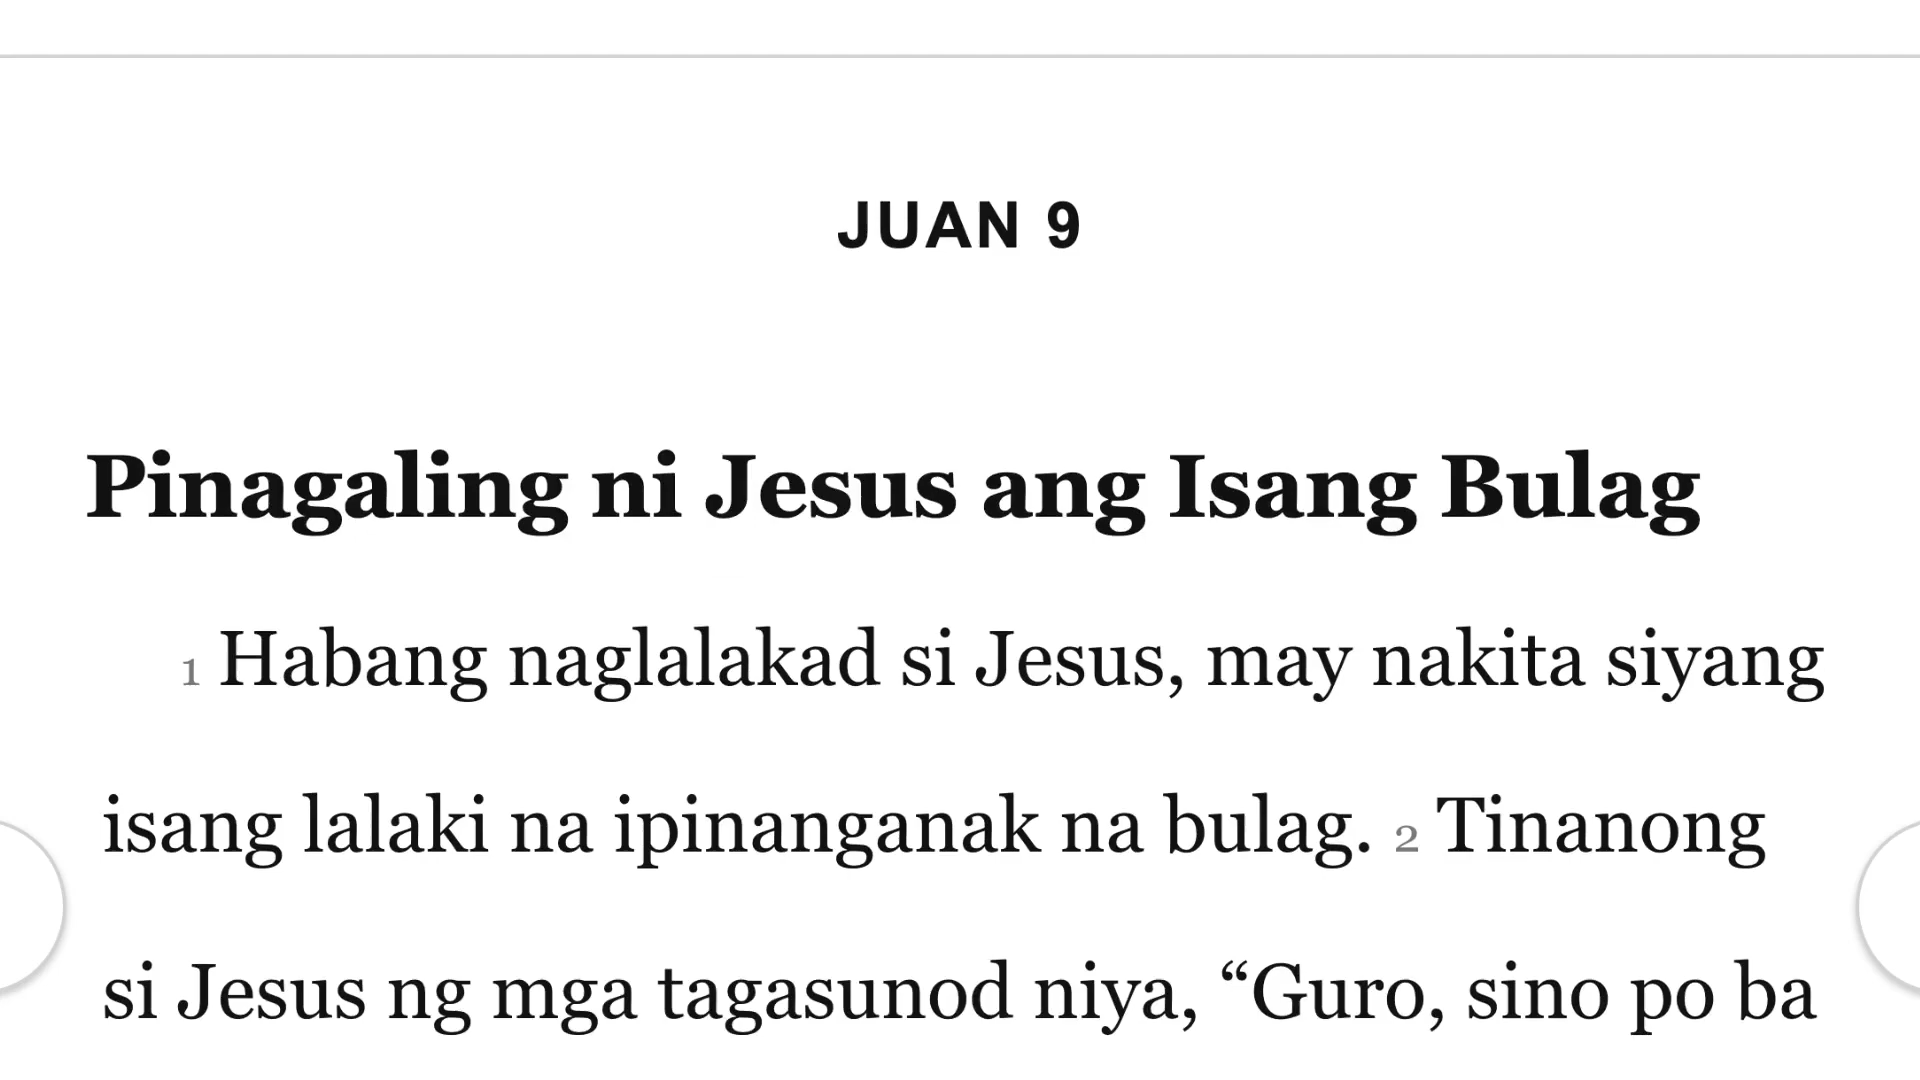 JUAN 9
Pinagaling ni Jesus ang Isang Bulag
1 Habang naglalakad si Jesus, may nakita siyang
isang lalaki na ipinanganak na bulag. 2 Tinanong
si Jesus ng mga tagasunod niya, “Guro, sino po ba